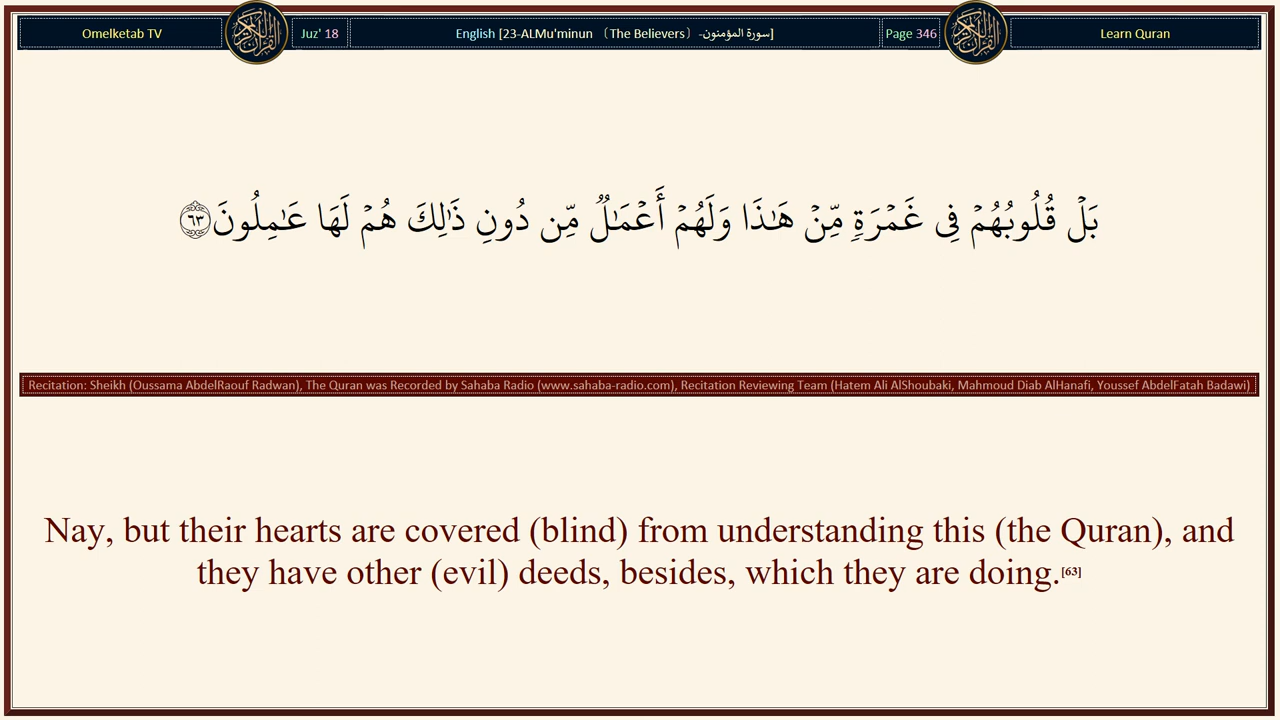 Omelketab TV
Juz' 18
English [23-ALMu'minun （The Believers） -سورة المؤمنون]
Page 346
Learn Quran
بَلۡ قُلُوبُهُمۡ فِي غَمۡرَةٖ مِّنۡ هَٰذَا وَلَهُمۡ أَعۡمَٰلٞ مِّن دُونِ ذَٰلِكَ هُمۡ لَهَا عَٰمِلُونَ ٦٣
Recitation: Sheikh (Oussama AbdelRaouf Radwan), The Quran was Recorded by Sahaba Radio (www.sahaba-radio.com), Recitation Reviewing Team (Hatem Ali AlShoubaki, Mahmoud Diab AlHanafi, Youssef AbdelFatah Badawi)
Nay, but their hearts are covered (blind) from understanding this (the Quran), and
they have other (evil) deeds, besides, which they are doing.[63]